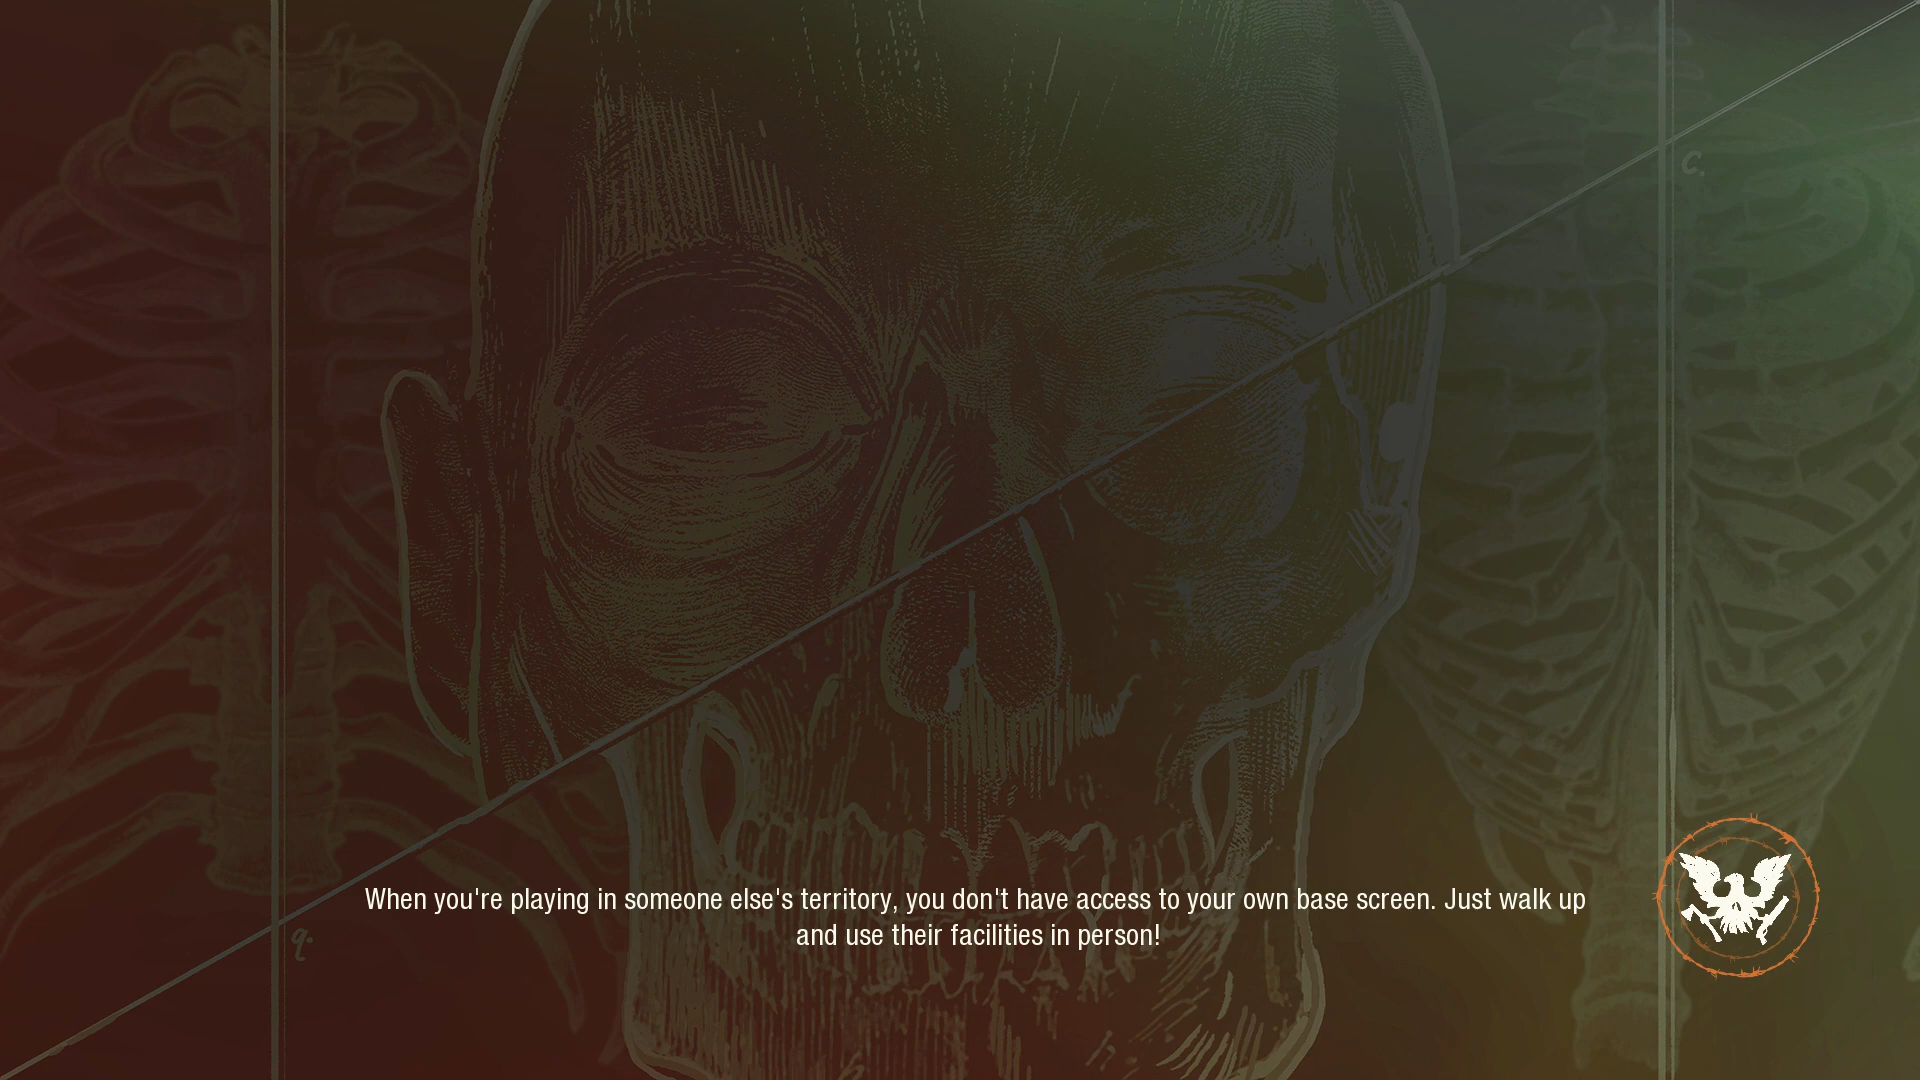 c.
When you're playing in someone else's territory, you don't have access to your own base screen. Just walk up
and use their facilities in person!
q.